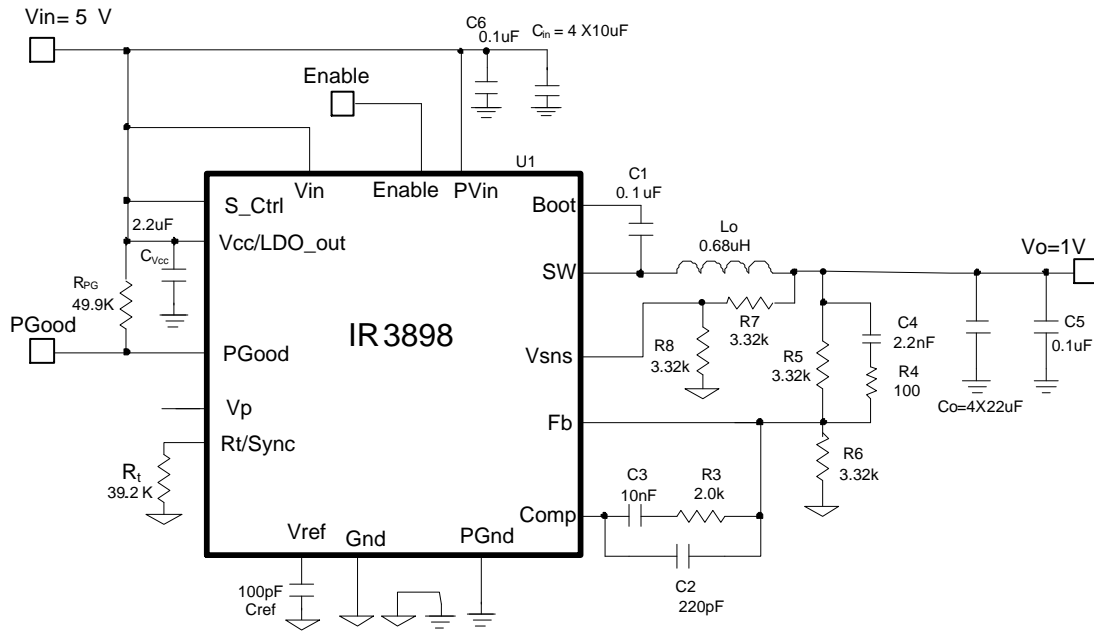 Vin= 5 V
C6
0.1uF
Cin = 4 X10uF
Enable
U1
Vin
Enable
PVin
C1
0.1uF
S_Ctrl
Boot
2.2uF
Vcc/LDO_out
CVcc
Lo
0.68uH
Vo=1V
SW
RPG
49.9K
PGood
IR3898
R7
3.32k
R8
3.32k
C4
2.2nF
C5
0.1uF
Vsns
R5
3.32k
R4
100
PGood
Co=4X22uF
Vp
Fb
Rt/Sync
R6
3.32k
Rt
39.2 K
C3
10nF
R3
2.0k
Comp
Vref
Gnd
PGnd
C2
220pF
100pF
Cref